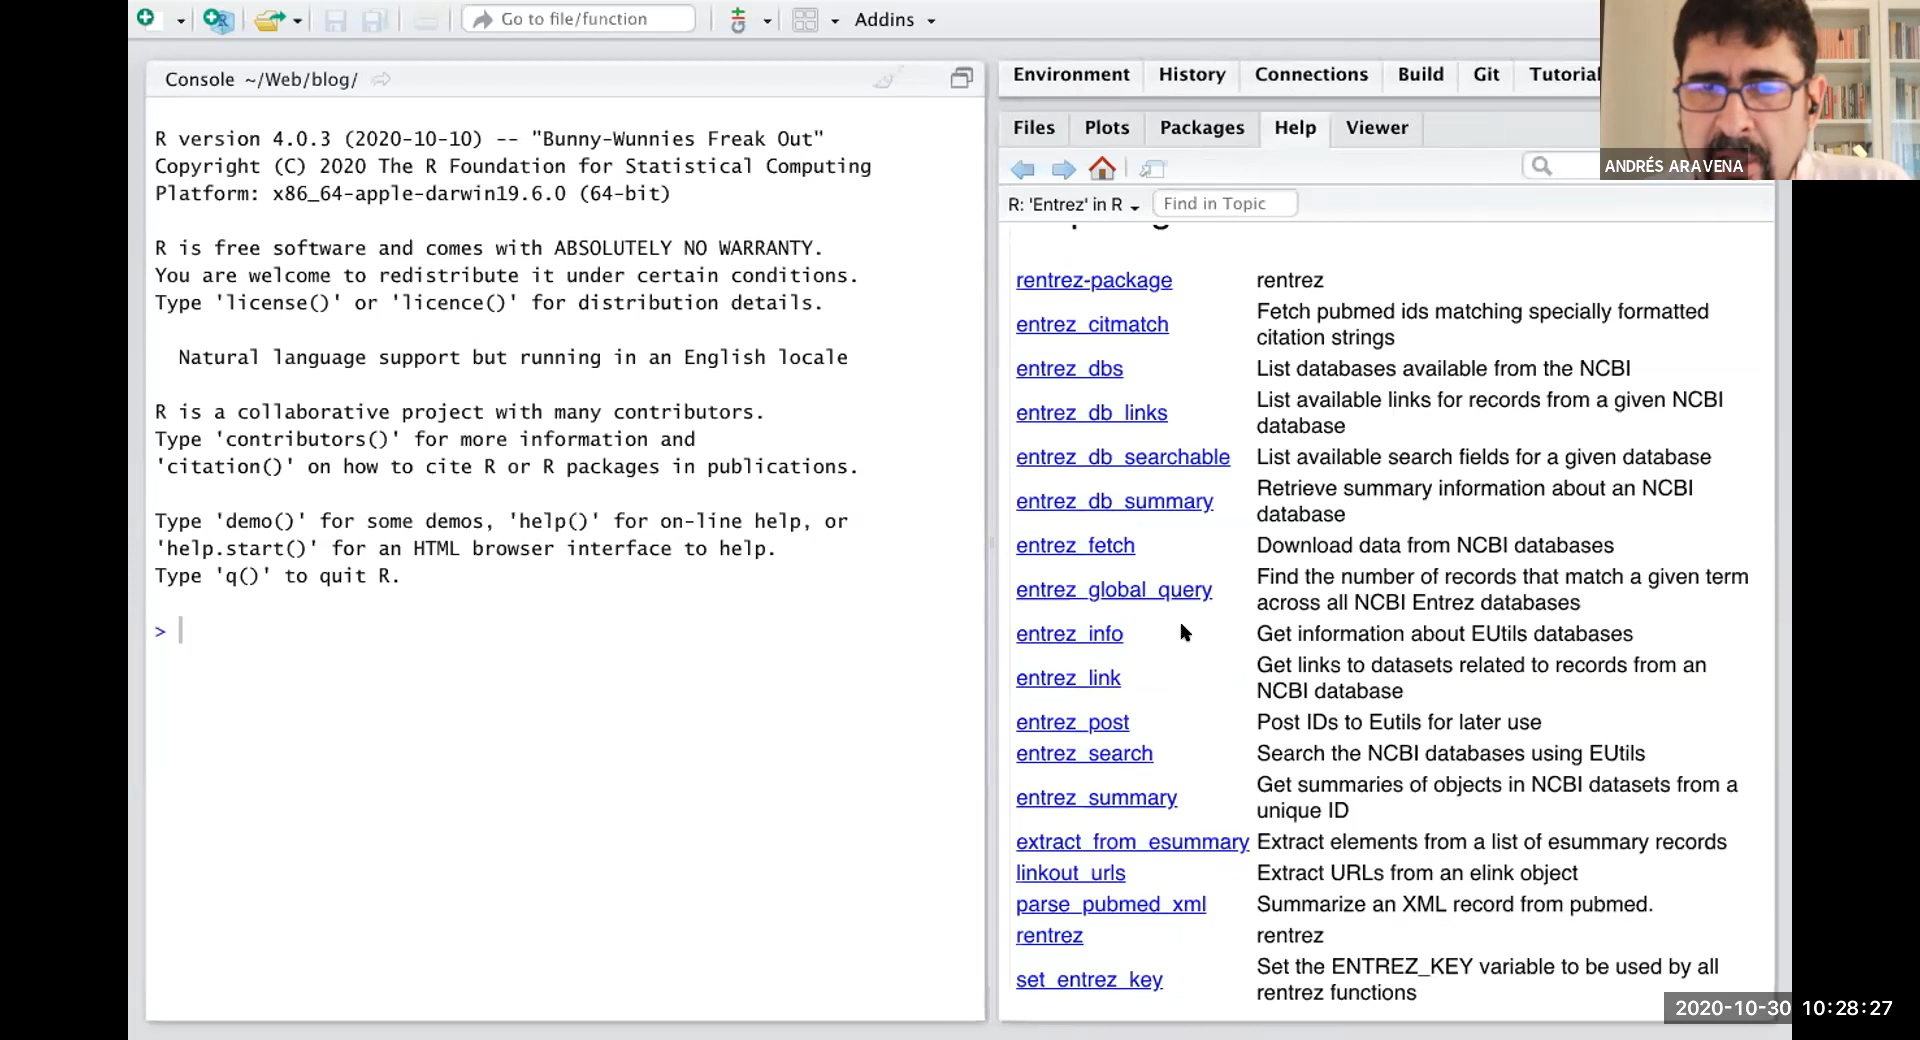 Go to file/function
Addins
Console ~/Web/blog/
R version 4.0.3 (2020-10-10) -- "Bunny-Wunnies Freak Out"
Copyright (C) 2020 The R Foundation for Statistical Computing
Platform: x86_64-apple-darwin19.6.0 (64-bit)
R is free software and comes with ABSOLUTELY NO WARRANTY.
You are welcome to redistribute it under certain conditions.
Type 'license()' or 'licence()' for distribution details.
Natural language support but running in an English locale
R is a collaborative project with many contributors.
Type 'contributors()' for more information and
'citation()' on how to cite R or R packages in publications.
Type 'demo()' for some demos, 'help()' for on-line help, or
'help.start()' for an HTML browser interface to help.
Type 'q()' to quit R.
>
Environment History Connections Build Git Tutorial
Files Plots Packages Help Viewer
ANDRÉS ARAVENA
R: 'Entrez' in R Find in Topic
rentrez-package rentrez
entrez_citmatch Fetch pubmed ids matching specially formatted
citation strings
entrez_dbs List databases available from the NCBI
entrez_db_links List available links for records from a given NCBI
database
entrez_db_searchable List available search fields for a given database
entrez_db_summary Retrieve summary information about an NCBI
database
entrez_fetch Download data from NCBI databases
entrez_global_query Find the number of records that match a given term
across all NCBI Entrez databases
entrez_info Get information about EUtils databases
entrez_link Get links to datasets related to records from an
NCBI database
entrez_post Post IDs to Eutils for later use
entrez_search Search the NCBI databases using EUtils
entrez_summary Get summaries of objects in NCBI datasets from a
unique ID
extract_from_esummary Extract elements from a list of esummary records
linkout_urls Extract URLs from an elink object
parse_pubmed_xml Summarize an XML record from pubmed.
rentrez rentrez
set_entrez_key Set the ENTREZ_KEY variable to be used by all
rentrez functions
2020-10-30 10:28:27